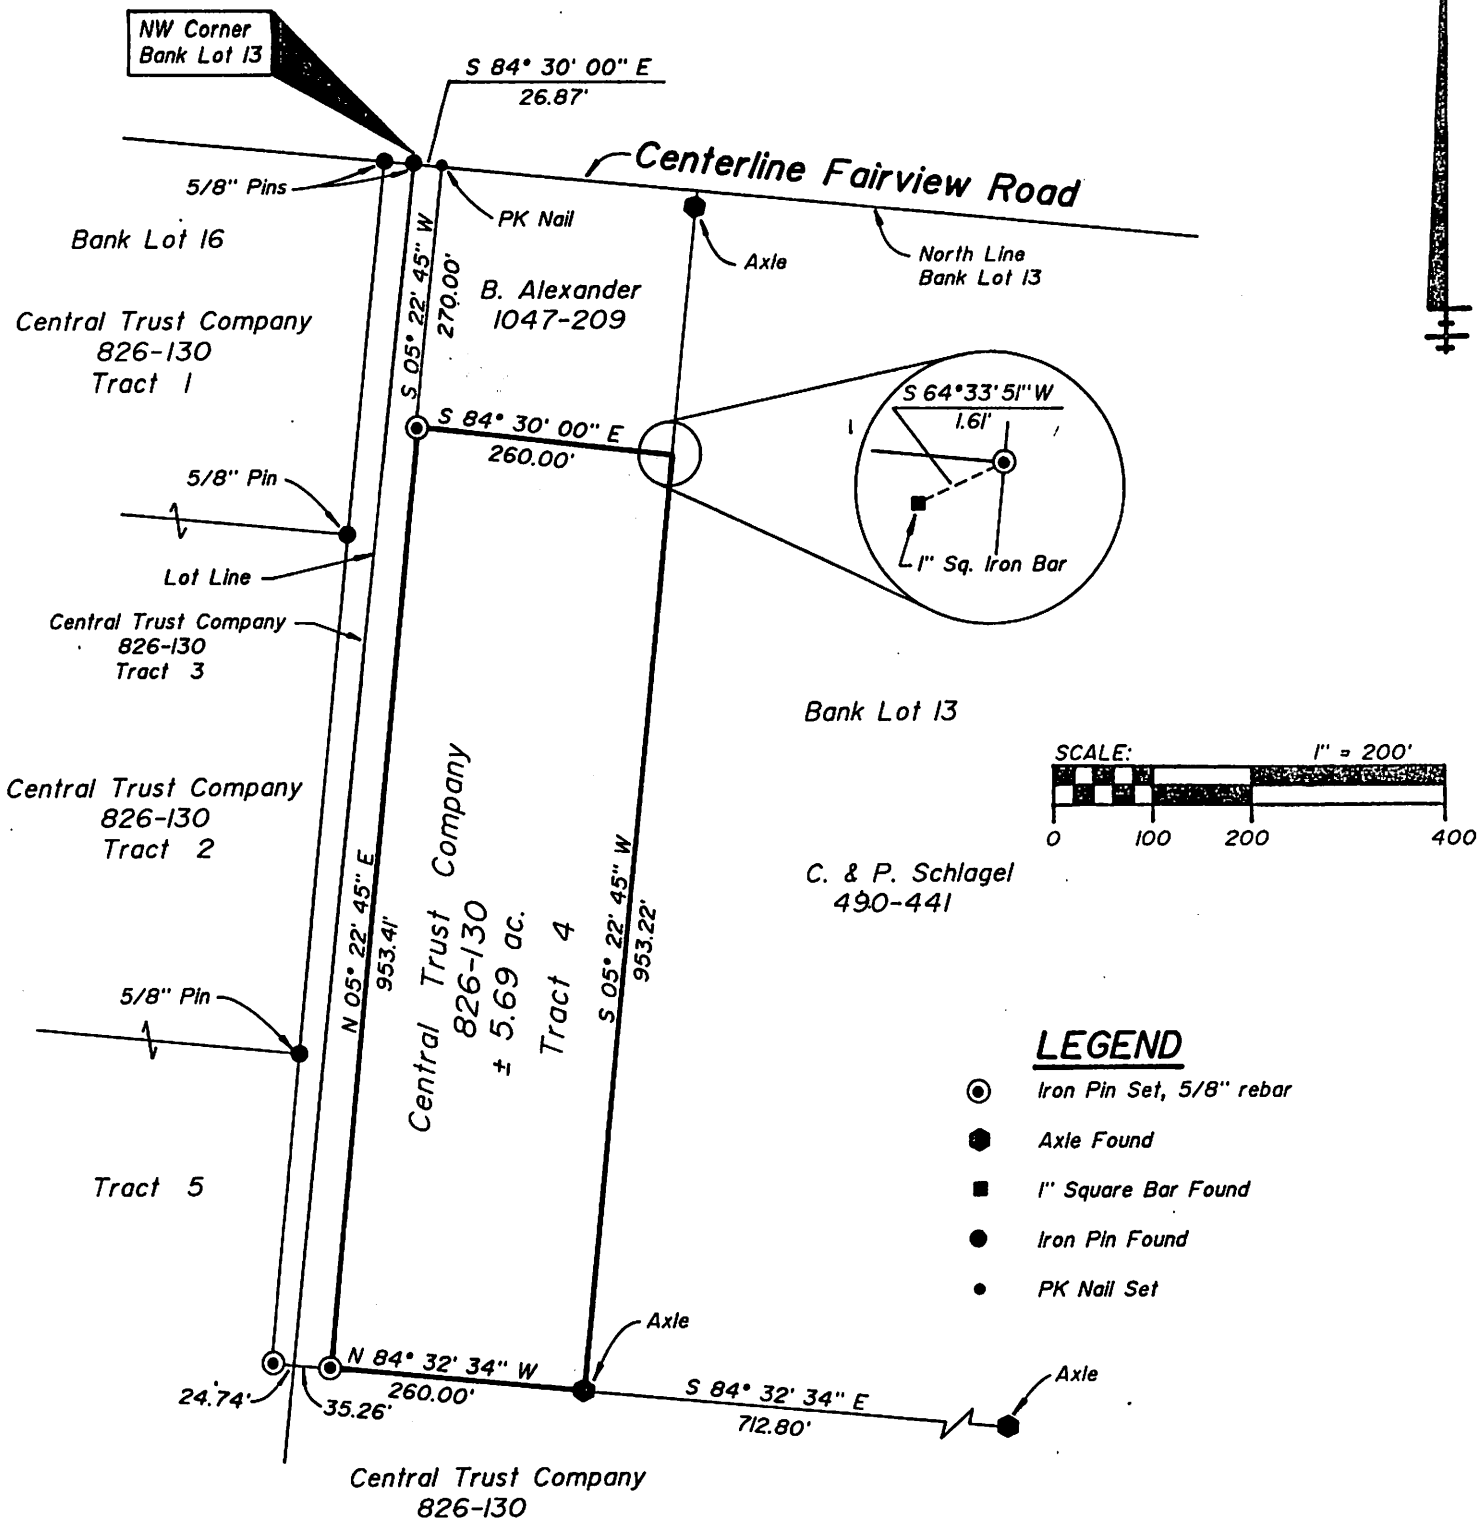 NW Corner
Bank Lot 13
S 84° 30' 00" E
26.87'
Centerline Fairview Road
5/8" Pins
PK Nail
Axle
North Line
Bank Lot 13
Bank Lot 16
S 05° 22' 45" W
270.00'
B. Alexander
1047-209
Central Trust Company
826-130
Tract 1
S 84° 30' 00" E
260.00'
S 64°33'51" W
1.61'
1" Sq. Iron Bar
5/8" Pin
Lot Line
Central Trust Company
826-130
Tract 3
Bank Lot 13
SCALE: 1" = 200'
0 100 200 400
Central Trust Company
826-130
Tract 2
N 05° 22' 45" E
953.41'
Central Trust Company
826-130
± 5.69 ac.
Tract 4
S 05° 22' 45" W
953.22'
C. & P. Schlagel
490-441
5/8" Pin
LEGEND
Iron Pin Set, 5/8" rebar
Axle Found
1" Square Bar Found
Iron Pin Found
PK Nail Set
Tract 5
Axle
N 84° 32' 34" W
260.00'
24.74'
35.26'
S 84° 32' 34" E
712.80'
Axle
Central Trust Company
826-130